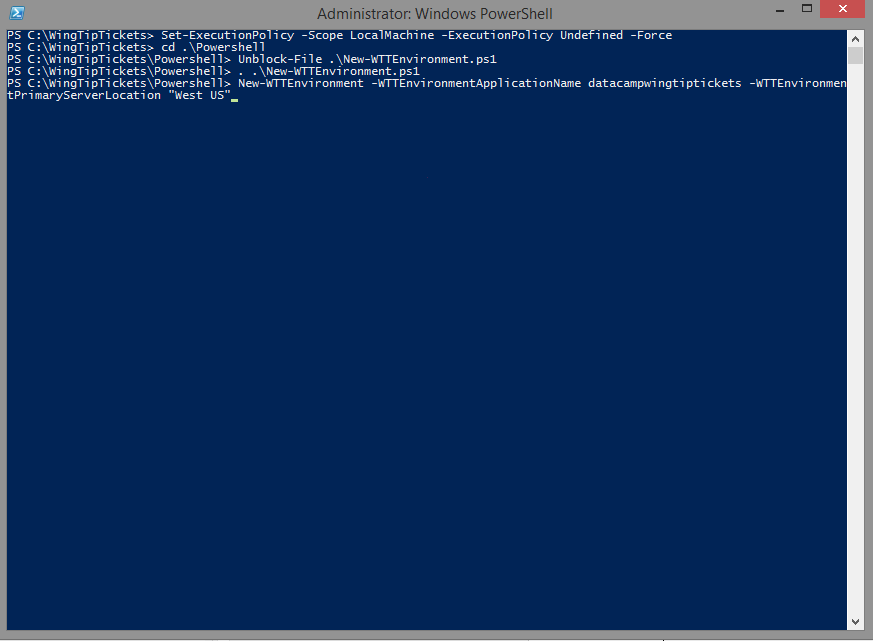 Administrator: Windows PowerShell
PS C:\WingTipTickets> Set-ExecutionPolicy -Scope LocalMachine -ExecutionPolicy Undefined -Force
PS C:\WingTipTickets> cd .\Powershell
PS C:\WingTipTickets\Powershell> Unblock-File .\New-WTTEnvironment.ps1
PS C:\WingTipTickets\Powershell> . .\New-WTTEnvironment.ps1
PS C:\WingTipTickets\Powershell> New-WTTEnvironment -WTTEnvironmentApplicationName datacampwingtiptickets -WTTEnvironmen
tPrimaryServerLocation "West US"